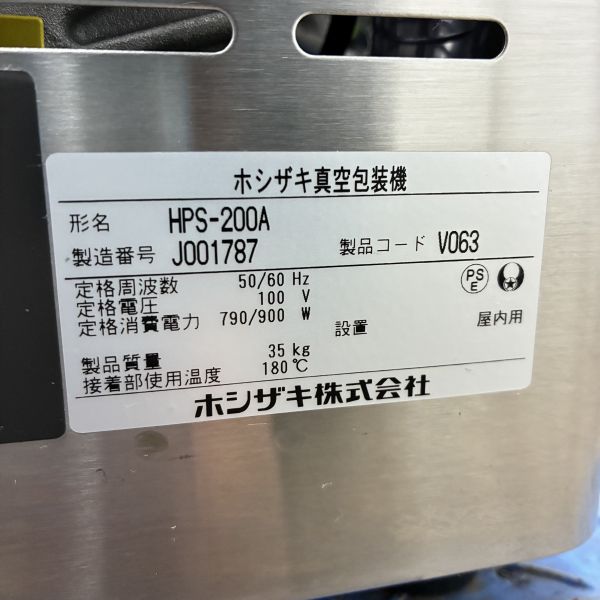 ホシザキ真空包装機
形名 HPS-200A
製造番号 J001787 製品コード V063
定格周波数 50/60 Hz
定格電圧 100 V
定格消費電力 790/900 W
設置 屋内用
製品質量 35 kg
接着部使用温度 180℃
PS
E
ホシザキ株式会社